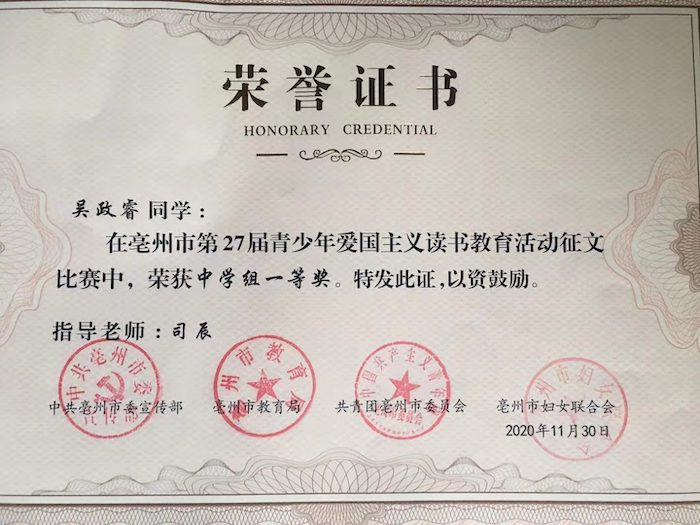 荣誉证书
HONORARY CREDENTIAL
吴政睿同学：
在亳州市第27届青少年爱国主义读书教育活动征文
比赛中，荣获中学组一等奖。特发此证，以资鼓励。
指导老师：司辰
中共亳州市委宣传部 亳州市教育局 共青团亳州市委员会 亳州市妇女联合会
2020年11月30日